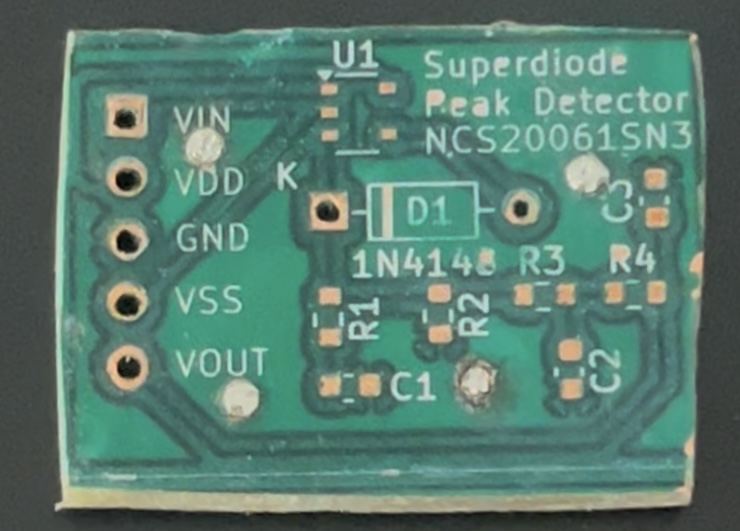 U1
Superdiode
Peak Detector
NCS20061SN3
VIN
VDD
GND
VSS
VOUT
K
D1
1N4148
C3
R3
R4
R1
R2
C1
C2